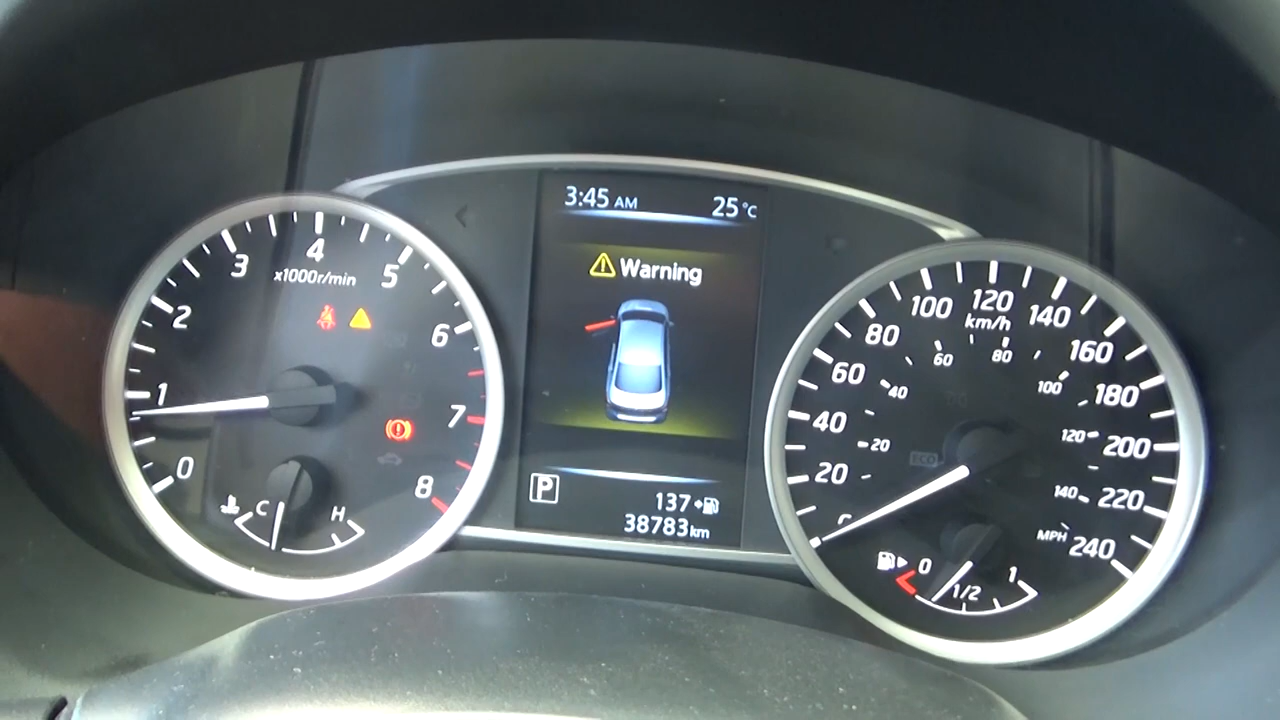 3:45 AM 25°C
Warning
P
137
38783km
4
3 5
x1000r/min
2 6
1 7
0 8
C H
120
100 140
km/h
80 160
60 180
40 200
20 220
0 240
60 80
40 100
20 120
140
MPH
ECO
0 1/2 1